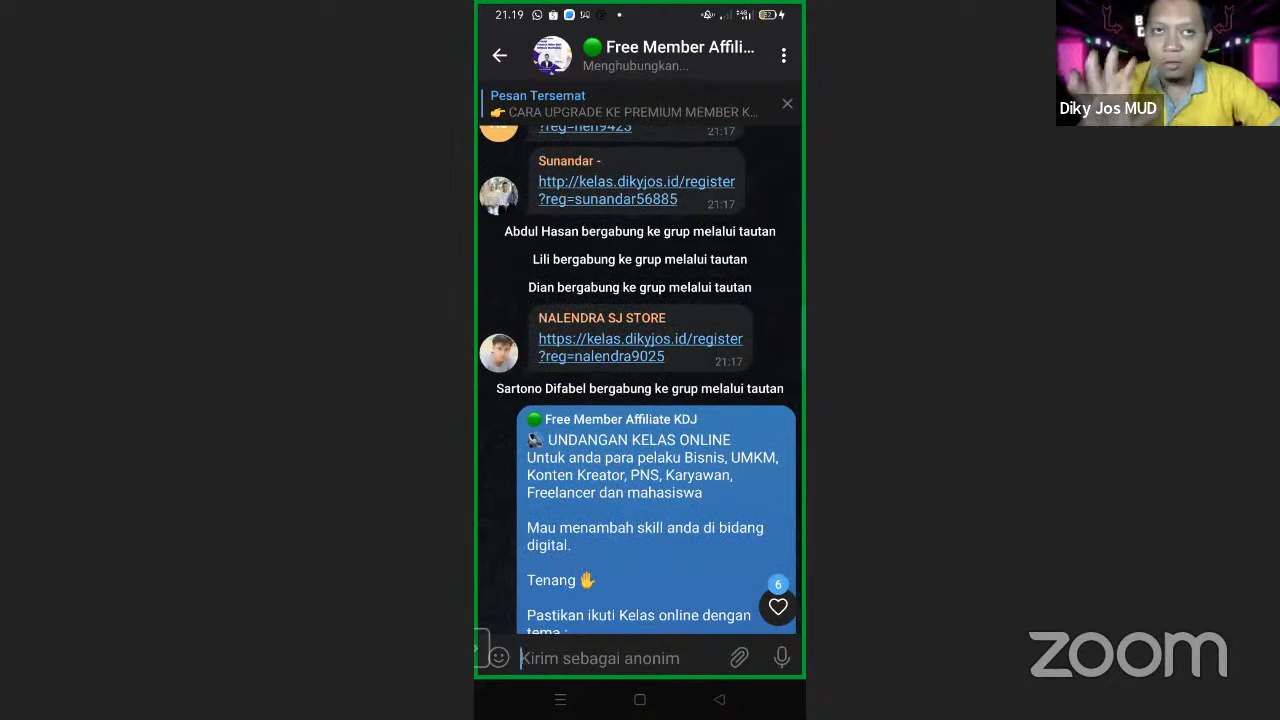 21.19
Free Member Affili...
Menghubungkan...
Pesan Tersemat
👉 CARA UPGRADE KE PREMIUM MEMBER K...
21:17
Sunandar -
http://kelas.dikyjos.id/register
?reg=sunandar56885
21:17
Abdul Hasan bergabung ke grup melalui tautan
Lili bergabung ke grup melalui tautan
Dian bergabung ke grup melalui tautan
NALENDRA SJ STORE
https://kelas.dikyjos.id/register
?reg=nalendra9025
21:17
Sartono Difabel bergabung ke grup melalui tautan
Free Member Affiliate KDJ
UNDANGAN KELAS ONLINE
Untuk anda para pelaku Bisnis, UMKM,
Konten Kreator, PNS, Karyawan,
Freelancer dan mahasiswa
Mau menambah skill anda di bidang
digital.
Tenang 🖐
Pastikan ikuti Kelas online dengan
tema :
6
Kirim sebagai anonim
Diky Jos MUD
zoom